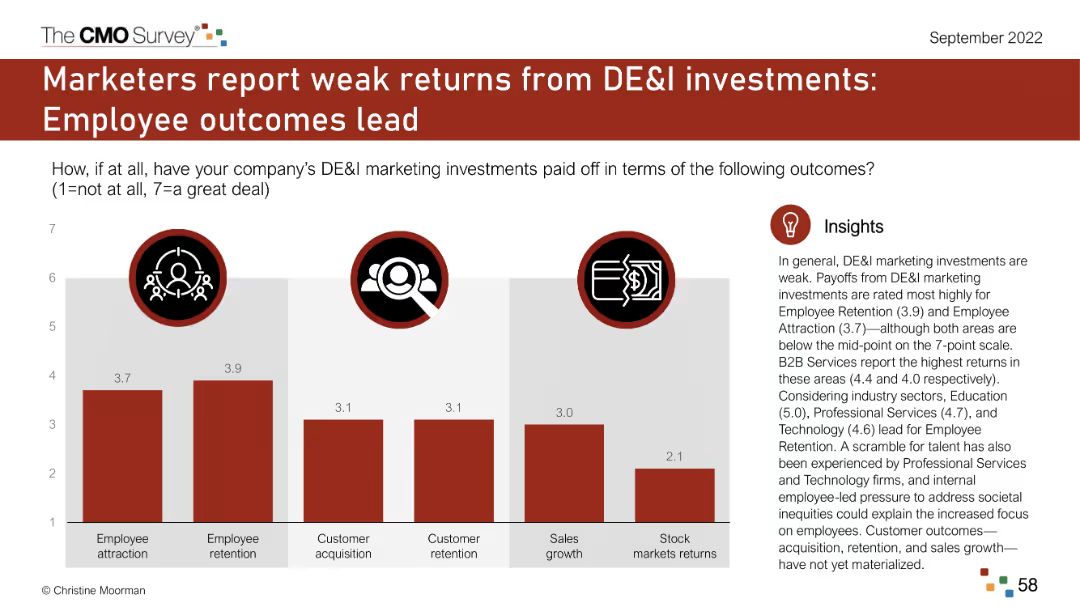 The CMO Survey®
September 2022
Marketers report weak returns from DE&I investments:
Employee outcomes lead
How, if at all, have your company's DE&I marketing investments paid off in terms of the following outcomes?
(1=not at all, 7=a great deal)
7
6
5
4
3
2
1
3.7
3.9
3.1
3.1
3.0
2.1
$
Employee
attraction
Employee
retention
Customer
acquisition
Customer
retention
Sales
growth
Stock
markets returns
Insights
In general, DE&I marketing investments are
weak. Payoffs from DE&I marketing
investments are rated most highly for
Employee Retention (3.9) and Employee
Attraction (3.7)—although both areas are
below the mid-point on the 7-point scale.
B2B Services report the highest returns in
these areas (4.4 and 4.0 respectively).
Considering industry sectors, Education
(5.0), Professional Services (4.7), and
Technology (4.6) lead for Employee
Retention. A scramble for talent has also
been experienced by Professional Services
and Technology firms, and internal
employee-led pressure to address societal
inequities could explain the increased focus
on employees. Customer outcomes—
acquisition, retention, and sales growth—
have not yet materialized.
© Christine Moorman
58